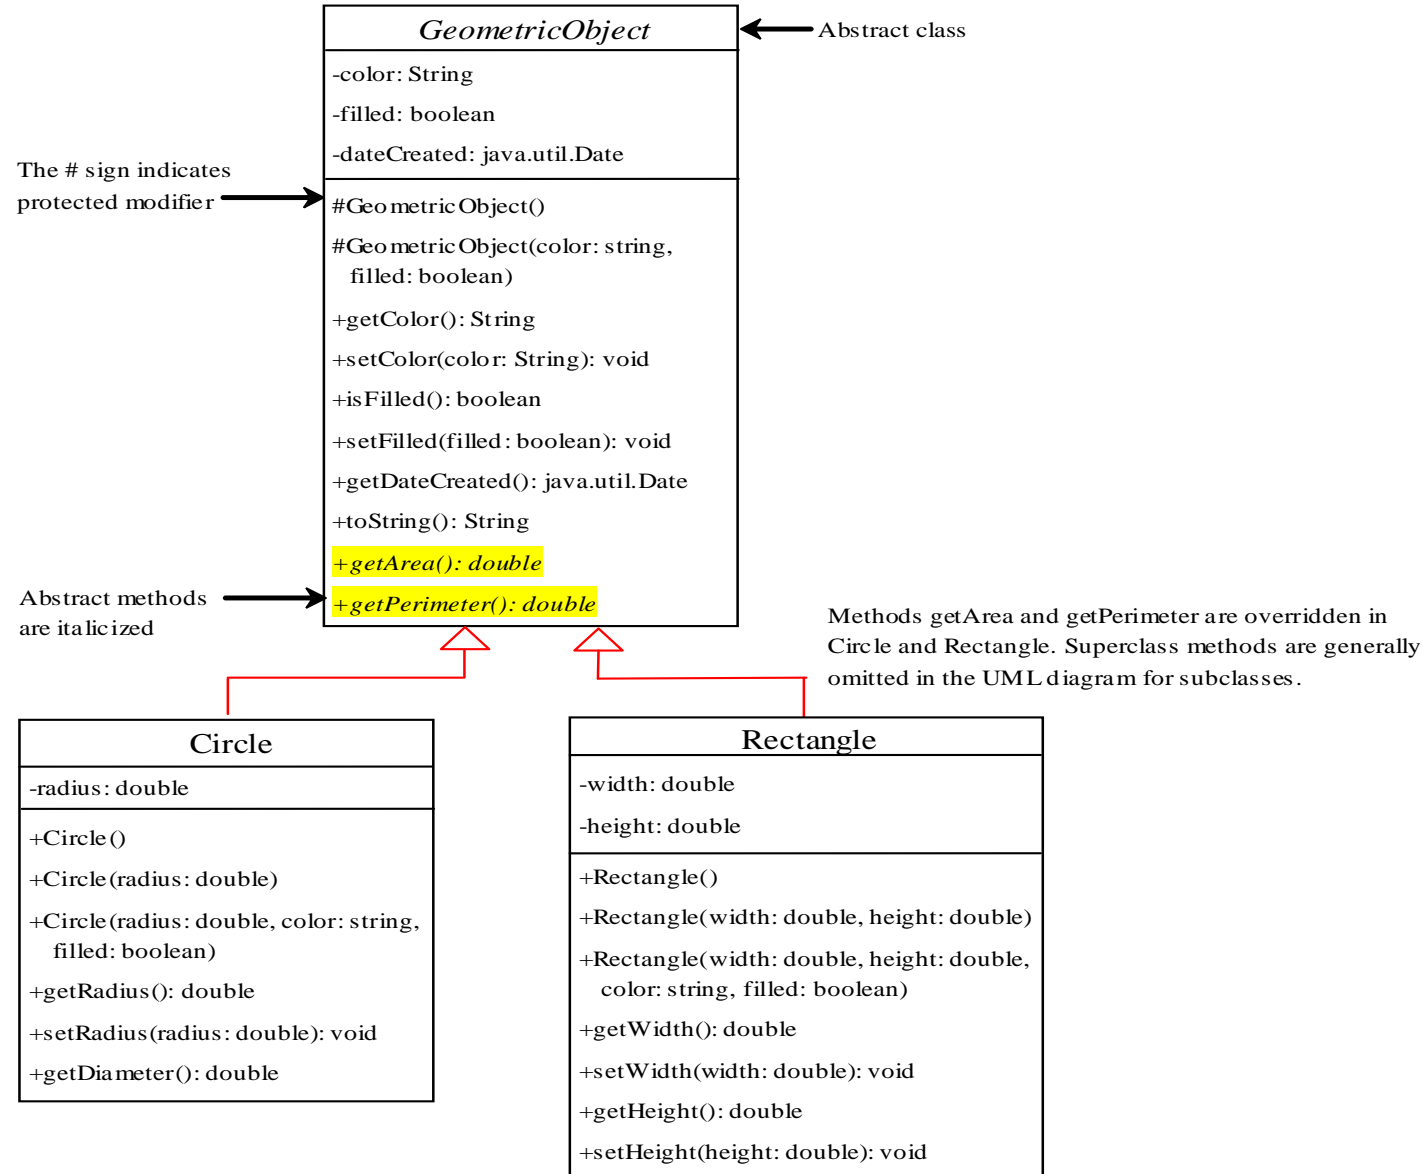 GeometricObject
Abstract class
-color: String
-filled: boolean
-dateCreated: java.util.Date
The # sign indicates
protected modifier
#GeometricObject()
#GeometricObject(color: string,
filled: boolean)
+getColor(): String
+setColor(color: String): void
+isFilled(): boolean
+setFilled(filled: boolean): void
+getDateCreated(): java.util.Date
+toString(): String
+getArea(): double
+getPerimeter(): double
Abstract methods
are italicized
Methods getArea and getPerimeter are overridden in
Circle and Rectangle. Superclass methods are generally
omitted in the UML diagram for subclasses.
Circle
-radius: double
+Circle()
+Circle(radius: double)
+Circle(radius: double, color: string,
filled: boolean)
+getRadius(): double
+setRadius(radius: double): void
+getDiameter(): double
Rectangle
-width: double
-height: double
+Rectangle()
+Rectangle(width: double, height: double)
+Rectangle(width: double, height: double,
color: string, filled: boolean)
+getWidth(): double
+setWidth(width: double): void
+getHeight(): double
+setHeight(height: double): void